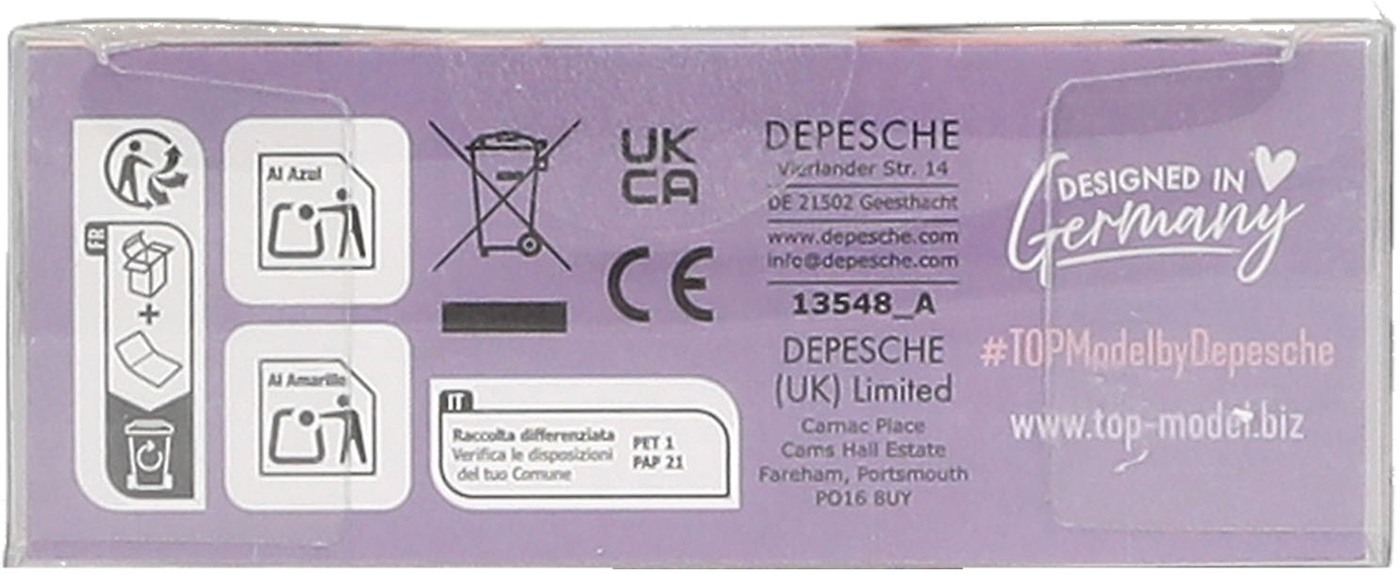 FR
+
Al Azul
Al Amarillo
UK
CA
CE
IT
Raccolta differenziata
Verifica le disposizioni
del tuo Comune
PET 1
PAP 21
DEPESCHE
Vierlander Str. 14
DE 21502 Geesthacht
www.depesche.com
info@depesche.com
13548_A
DEPESCHE
(UK) Limited
Carnac Place
Cams Hall Estate
Fareham, Portsmouth
PO16 8UY
DESIGNED IN
Germany
#TOPModelbyDepesche
www.top-model.biz